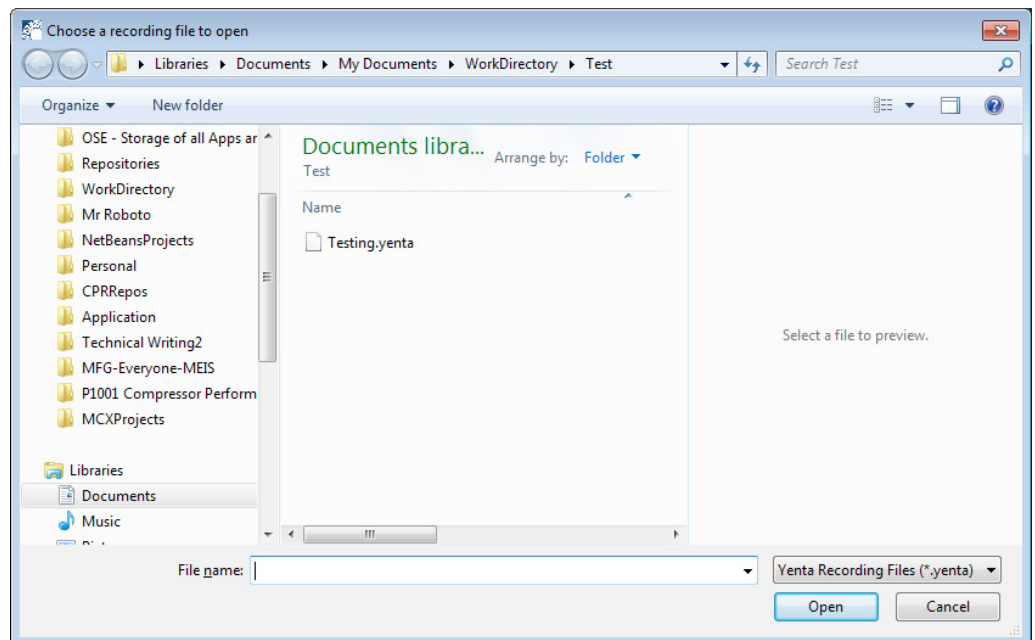 Choose a recording file to open
Libraries Documents My Documents WorkDirectory Test
Search Test
Organize New folder
OSE - Storage of all Apps ar
Repositories
WorkDirectory
Mr Roboto
NetBeansProjects
Personal
CPRRepos
Application
Technical Writing2
MFG-Everyone-MEIS
P1001 Compressor Perform
MCXProjects
Libraries
Documents
Music
Documents libra...
Arrange by: Folder
Test
Name
Testing.yenta
Select a file to preview.
File name:
Yenta Recording Files (*.yenta)
Open Cancel